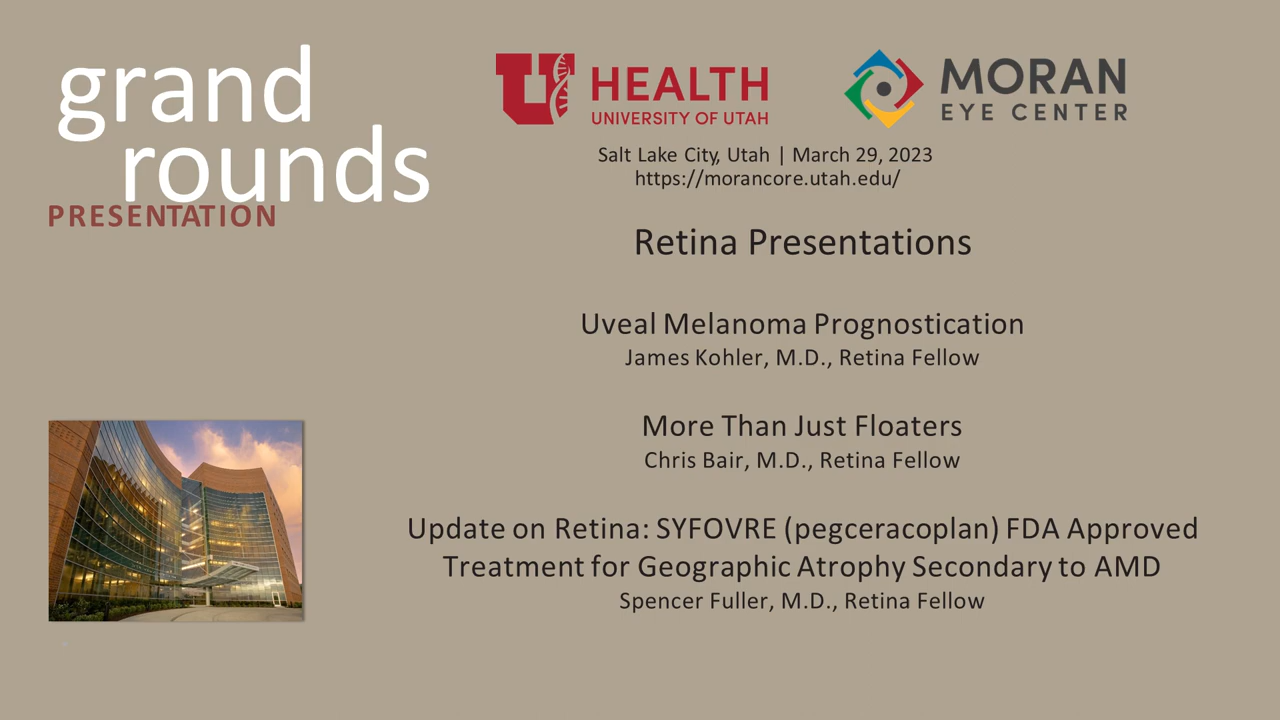 grand
rounds
PRESENTATION
HEALTH
UNIVERSITY OF UTAH
MORAN
EYE CENTER
Salt Lake City, Utah | March 29, 2023
https://morancore.utah.edu/
Retina Presentations
Uveal Melanoma Prognostication
James Kohler, M.D., Retina Fellow
More Than Just Floaters
Chris Bair, M.D., Retina Fellow
Update on Retina: SYFOVRE (pegceracoplan) FDA Approved
Treatment for Geographic Atrophy Secondary to AMD
Spencer Fuller, M.D., Retina Fellow